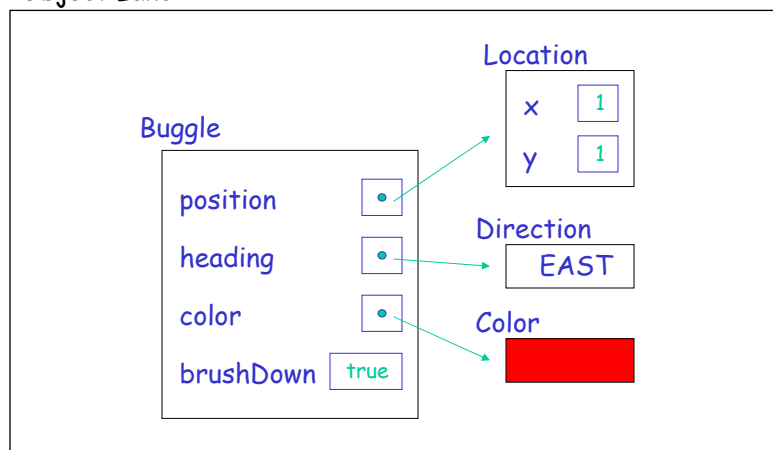 Location
x 1
y 1
Buggle
position
heading
color
brushDown true
Direction
EAST
Color